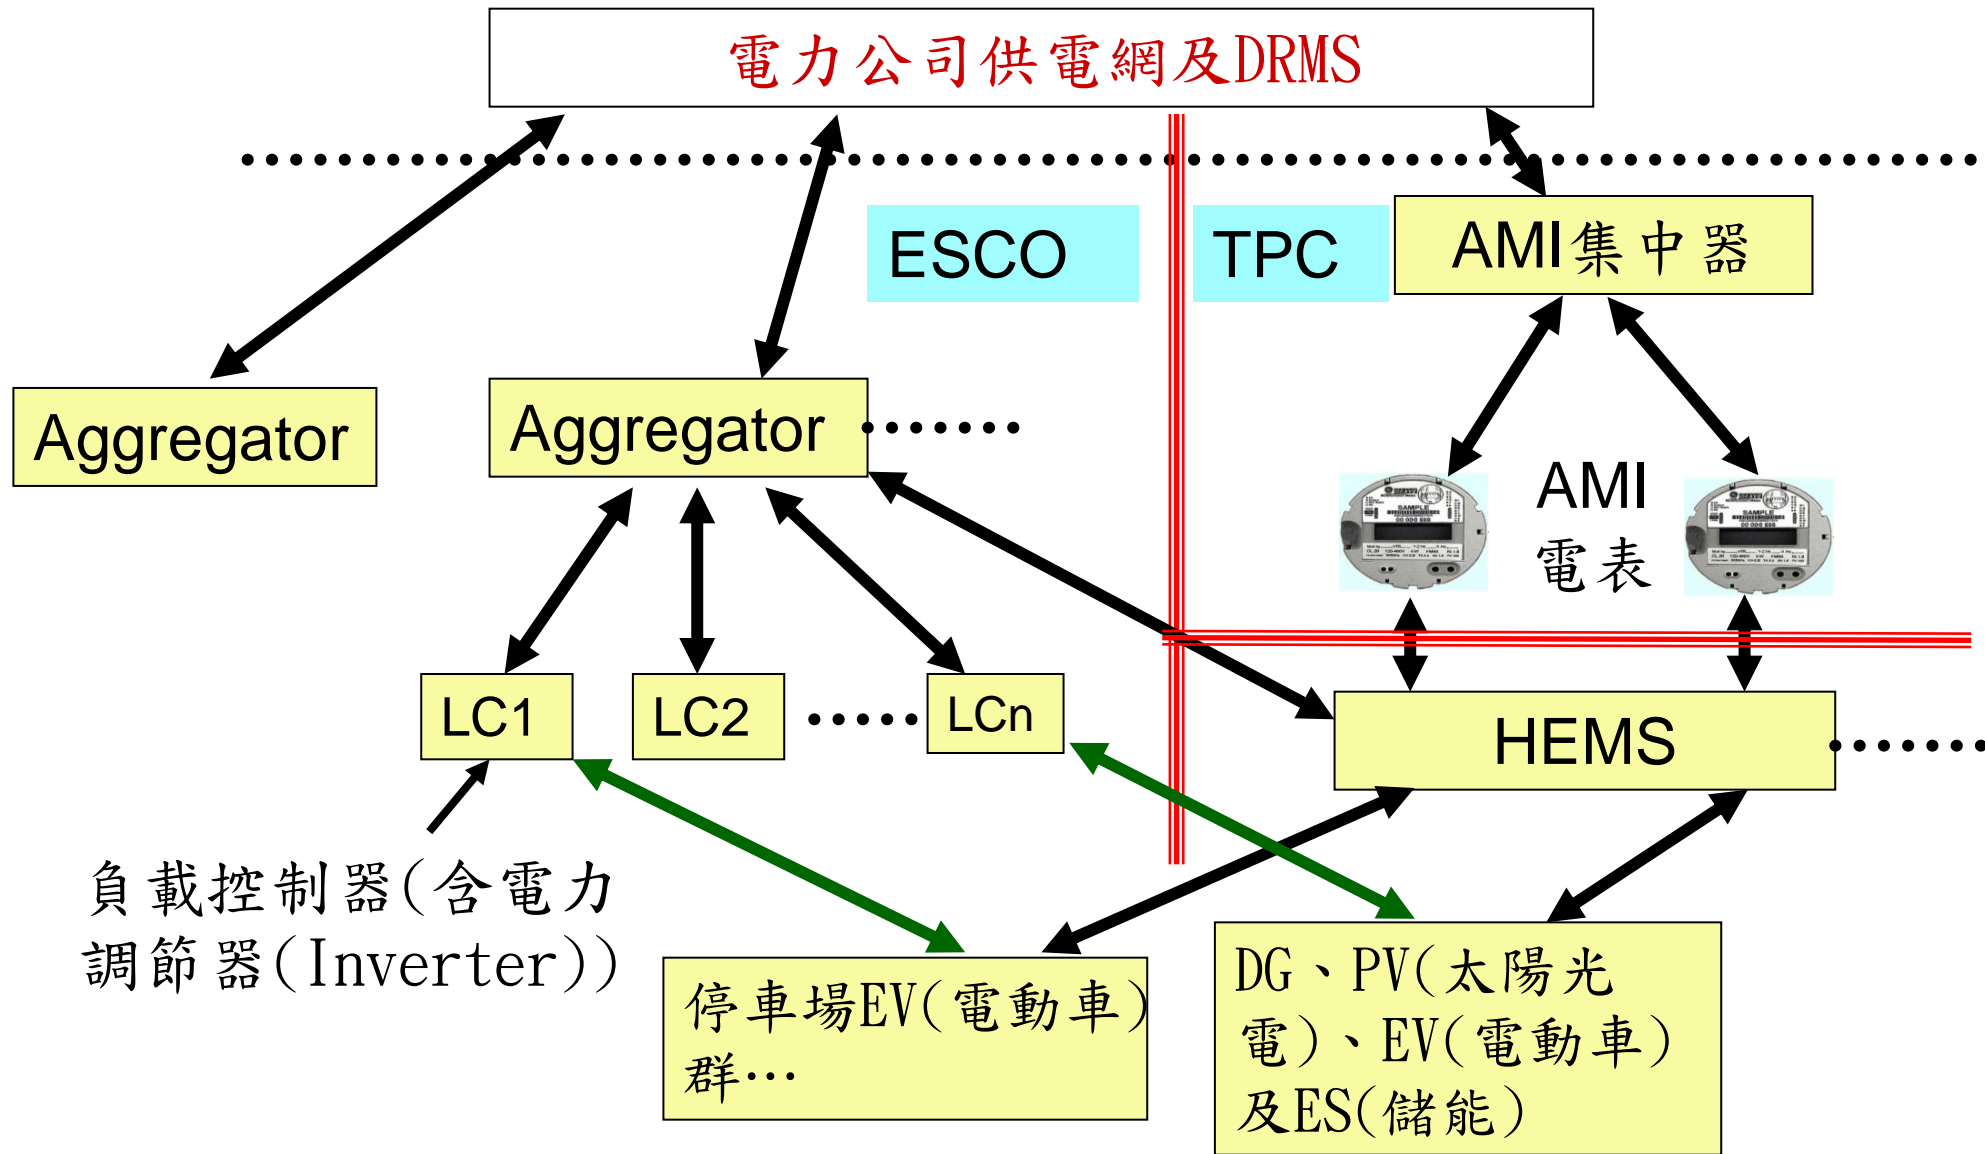 電力公司供電網及DRMS
ESCO
TPC
AMI集中器
Aggregator
Aggregator
AMI
電表
SAMPLE
SAMPLE
LC1
LC2
LCn
HEMS
負載控制器(含電力
調節器(Inverter))
停車場EV(電動車)
群…
DG、PV(太陽光
電)、EV(電動車)
及ES(儲能)